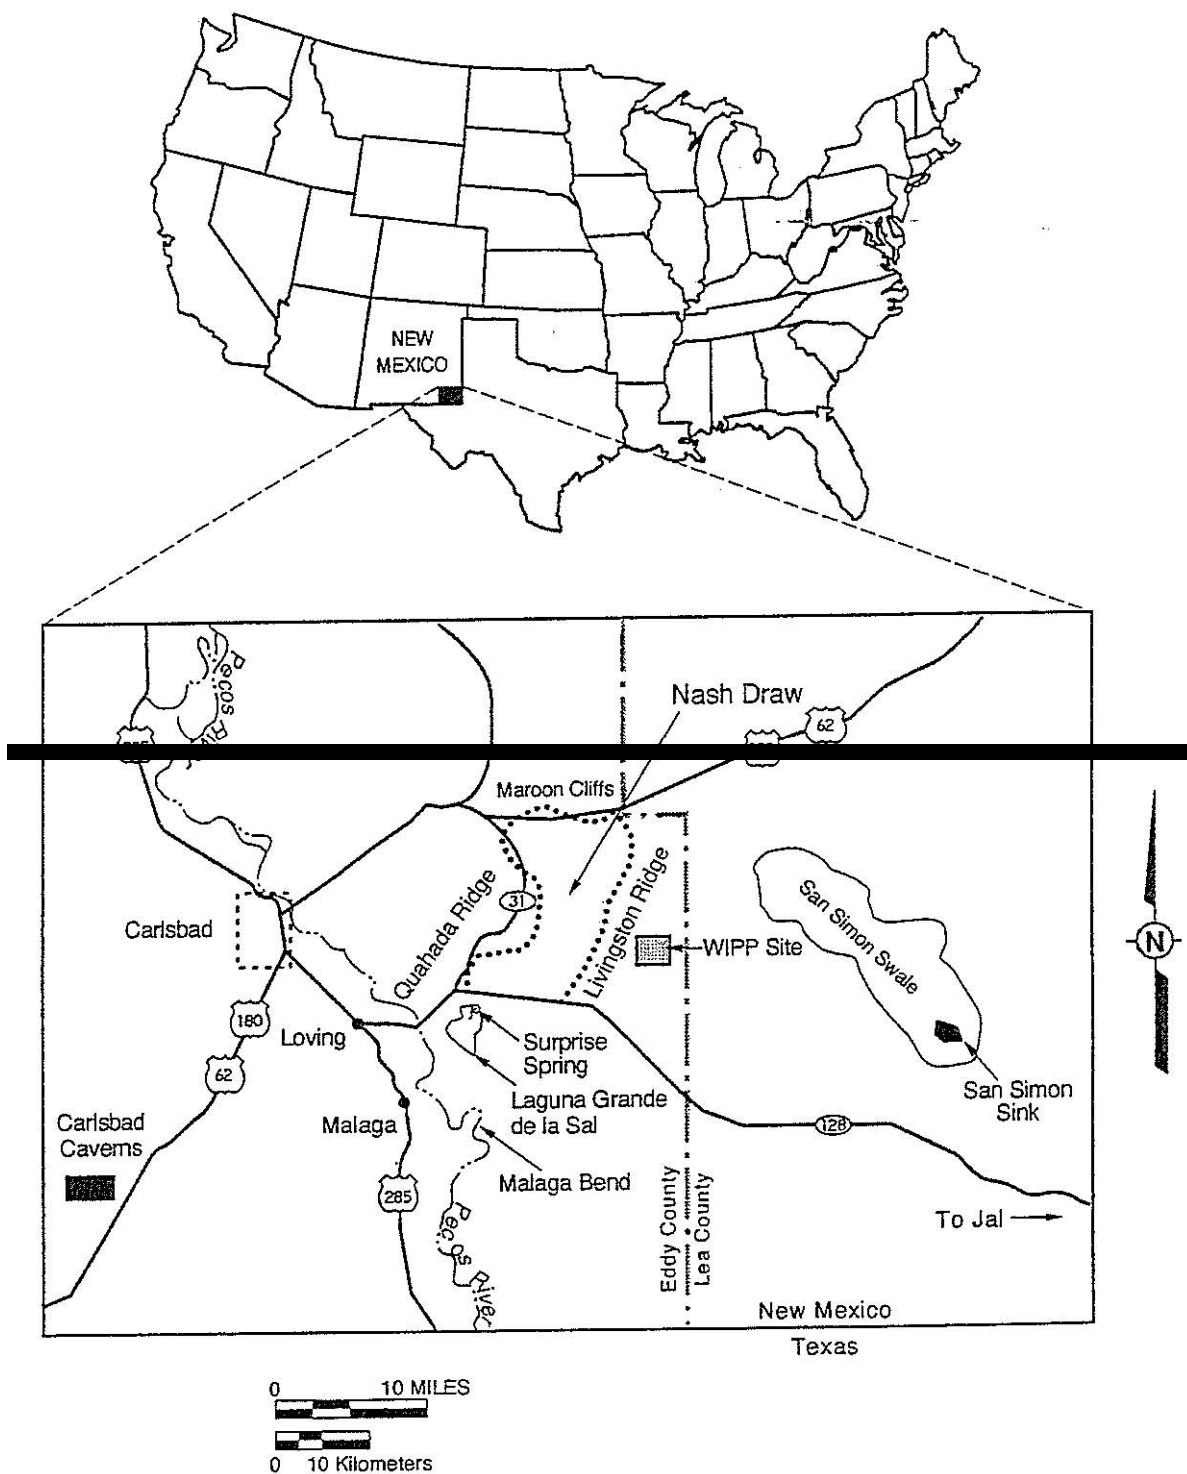 NEW
MEXICO
Pecos
Nash Draw
62
Maroon Cliffs
Quahada Ridge
31
Livingston Ridge
San Simon Swale
Carlsbad
WIPP Site
N
180
Loving
Surprise
Spring
62
San Simon
Sink
Laguna Grande
de la Sal
Carlsbad
Caverns
Malaga
128
Malaga Bend
285
Eddy County
Lea County
Pecos River
To Jal
New Mexico
Texas
0 10 MILES
0 10 Kilometers